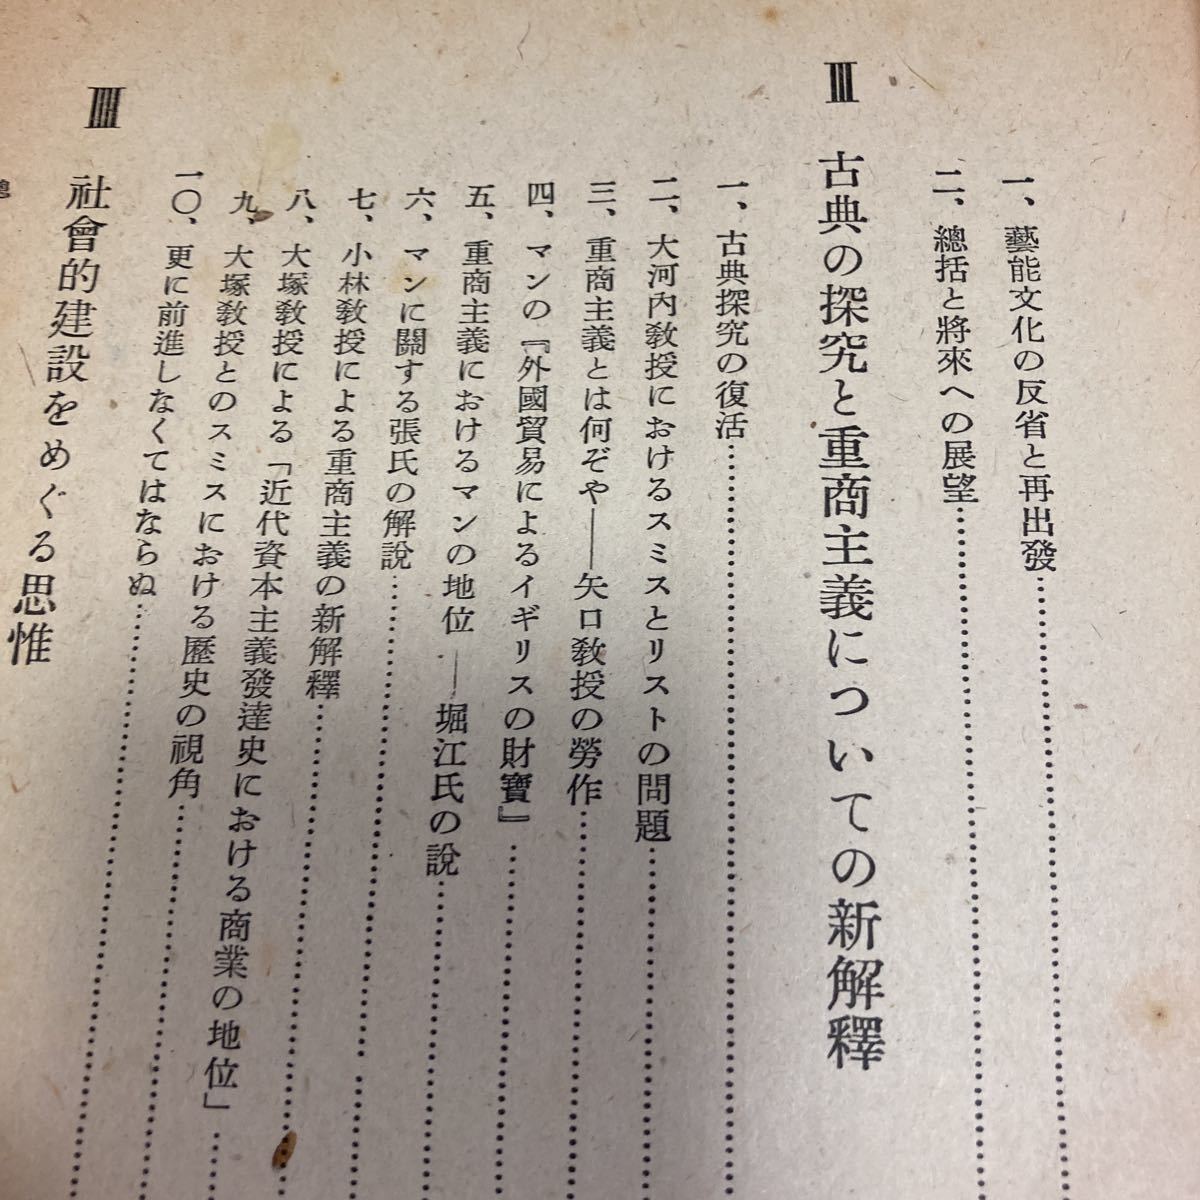 一、藝能文化の反省と再出發
二、總括と將來への展望
Ⅲ 古典の探究と重商主義についての新解釋
一、古典探究の復活
二、大河內敎授におけるスミスとリストの問題
三、重商主義とは何ぞや——矢口敎授の勞作
四、マンの『外國貿易によるイギリスの財寶』
五、重商主義におけるマンの地位——堀江氏の說
六、マンに關する張氏の解說
七、小林敎授による重商主義の新解釋
八、大塚敎授による「近代資本主義發達史における商業の地位」
九、大塚敎授とのスミスにおける歷史の視角
一〇、更に前進しなくてはならぬ
IIII 社會的建設をめぐる思惟